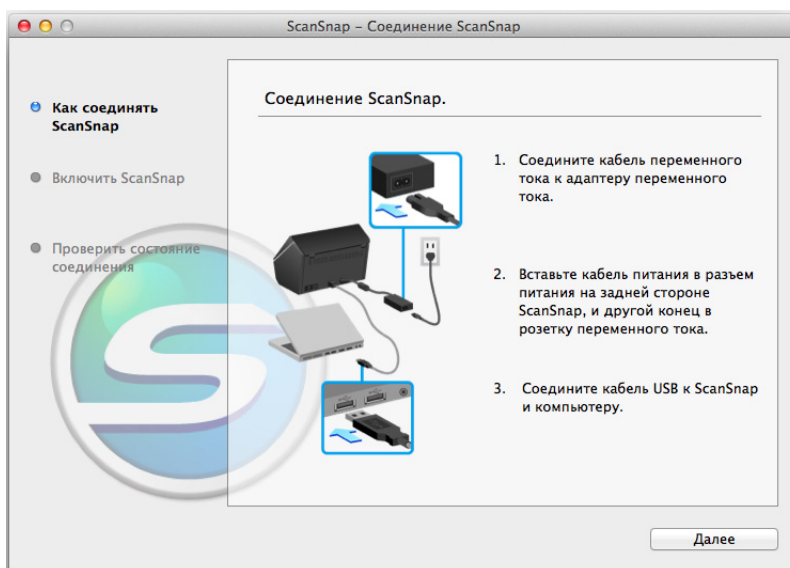 ScanSnap – Соединение ScanSnap
Как соединять
ScanSnap
Включить ScanSnap
Проверить состояние
соединения
Соединение ScanSnap.
1. Соедините кабель переменного
тока к адаптеру переменного
тока.
2. Вставьте кабель питания в разъем
питания на задней стороне
ScanSnap, и другой конец в
розетку переменного тока.
3. Соедините кабель USB к ScanSnap
и компьютеру.
Далее